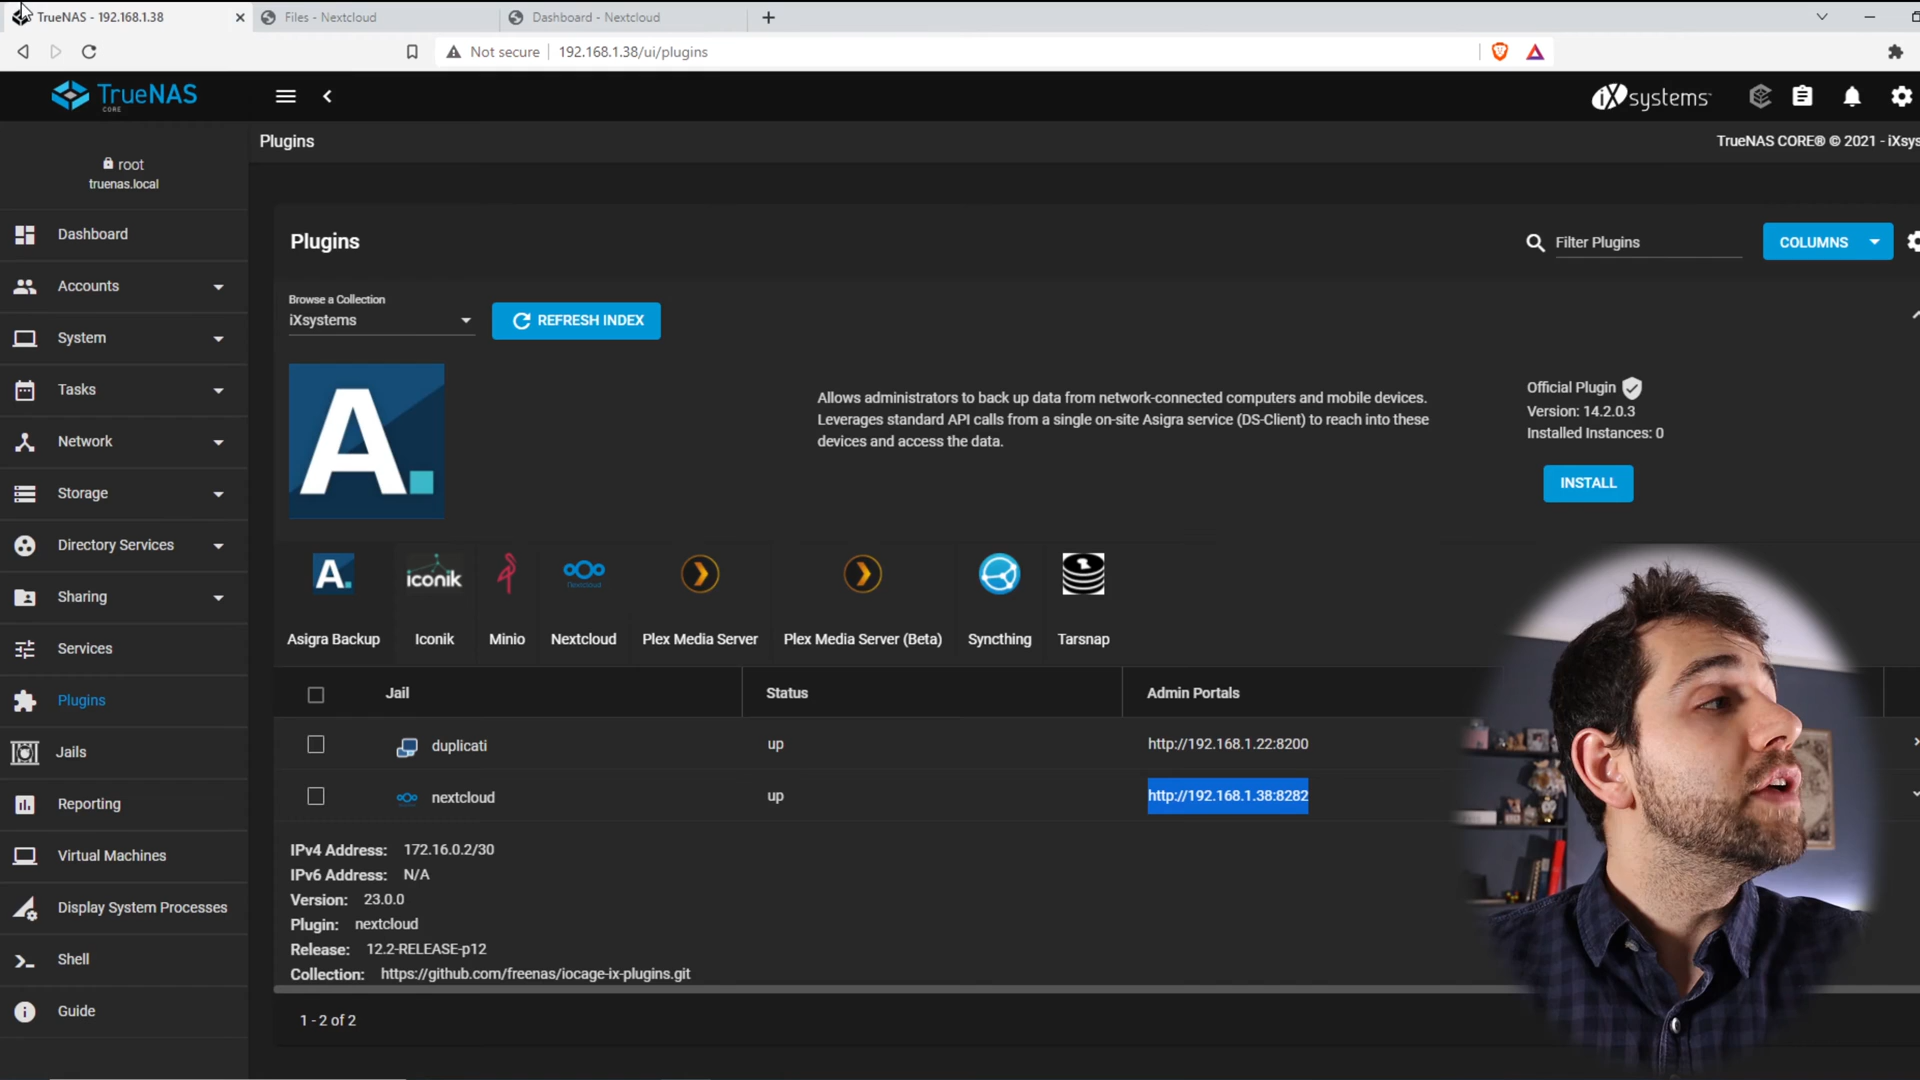 TrueNAS - 192.168.1.38
Files - Nextcloud
Dashboard - Nextcloud
Not secure
192.168.1.38/ui/plugins
TrueNAS
CORE
iXsystems
Plugins
TrueNAS CORE® © 2021 - iXsys
root
truenas.local
Dashboard
Accounts
System
Tasks
Network
Storage
Directory Services
Sharing
Services
Plugins
Jails
Reporting
Virtual Machines
Display System Processes
Shell
Guide
Plugins
Filter Plugins
COLUMNS
Browse a Collection
iXsystems
REFRESH INDEX
A.
Allows administrators to back up data from network-connected computers and mobile devices.
Leverages standard API calls from a single on-site Asigra service (DS-Client) to reach into these
devices and access the data.
Official Plugin
Version: 14.2.0.3
Installed Instances: 0
INSTALL
A.
iconik
Nextcloud
Asigra Backup
Iconik
Minio
Nextcloud
Plex Media Server
Plex Media Server (Beta)
Syncthing
Tarsnap
Jail
Status
Admin Portals
duplicati
up
http://192.168.1.22:8200
nextcloud
up
http://192.168.1.38:8282
IPv4 Address: 172.16.0.2/30
IPv6 Address: N/A
Version: 23.0.0
Plugin: nextcloud
Release: 12.2-RELEASE-p12
Collection: https://github.com/freenas/iocage-ix-plugins.git
1 - 2 of 2